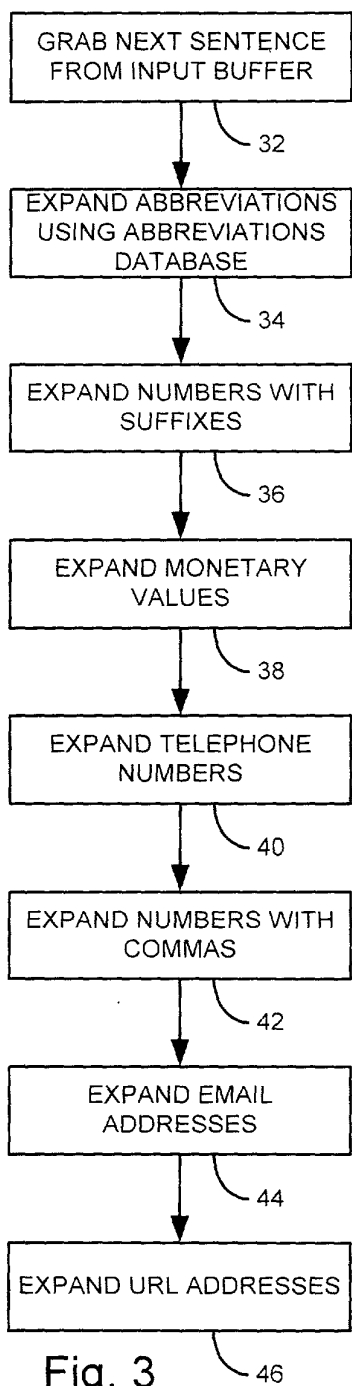 GRAB NEXT SENTENCE
FROM INPUT BUFFER
32
EXPAND ABBREVIATIONS
USING ABBREVIATIONS
DATABASE
34
EXPAND NUMBERS WITH
SUFFIXES
36
EXPAND MONETARY
VALUES
38
EXPAND TELEPHONE
NUMBERS
40
EXPAND NUMBERS WITH
COMMAS
42
EXPAND EMAIL
ADDRESSES
44
EXPAND URL ADDRESSES
46
Fig. 3